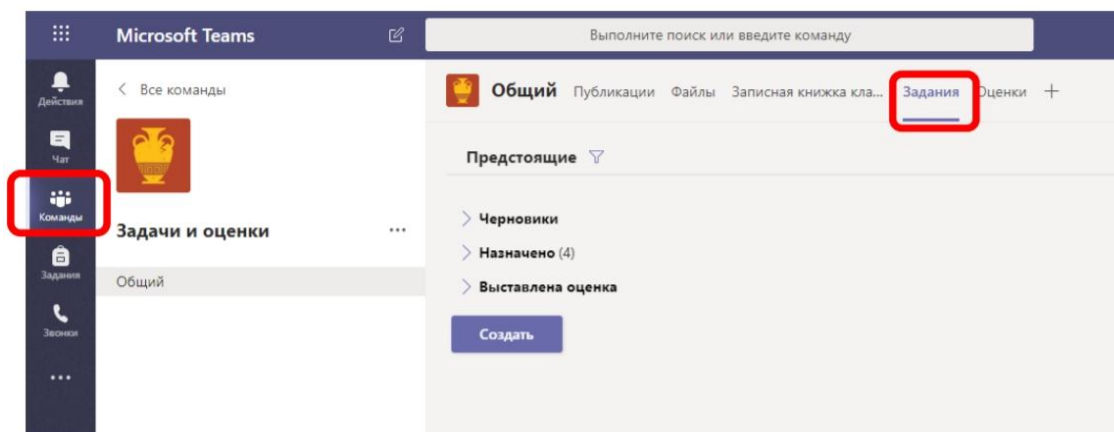 Microsoft Teams
Выполните поиск или введите команду
Действия
Чат
Команды
Задания
Звонки
Все команды
Задачи и оценки
Общий
Общий Публикации Файлы Записная книжка кла... Задания Оценки
Предстоящие
Черновики
Назначено (4)
Выставлена оценка
Создать